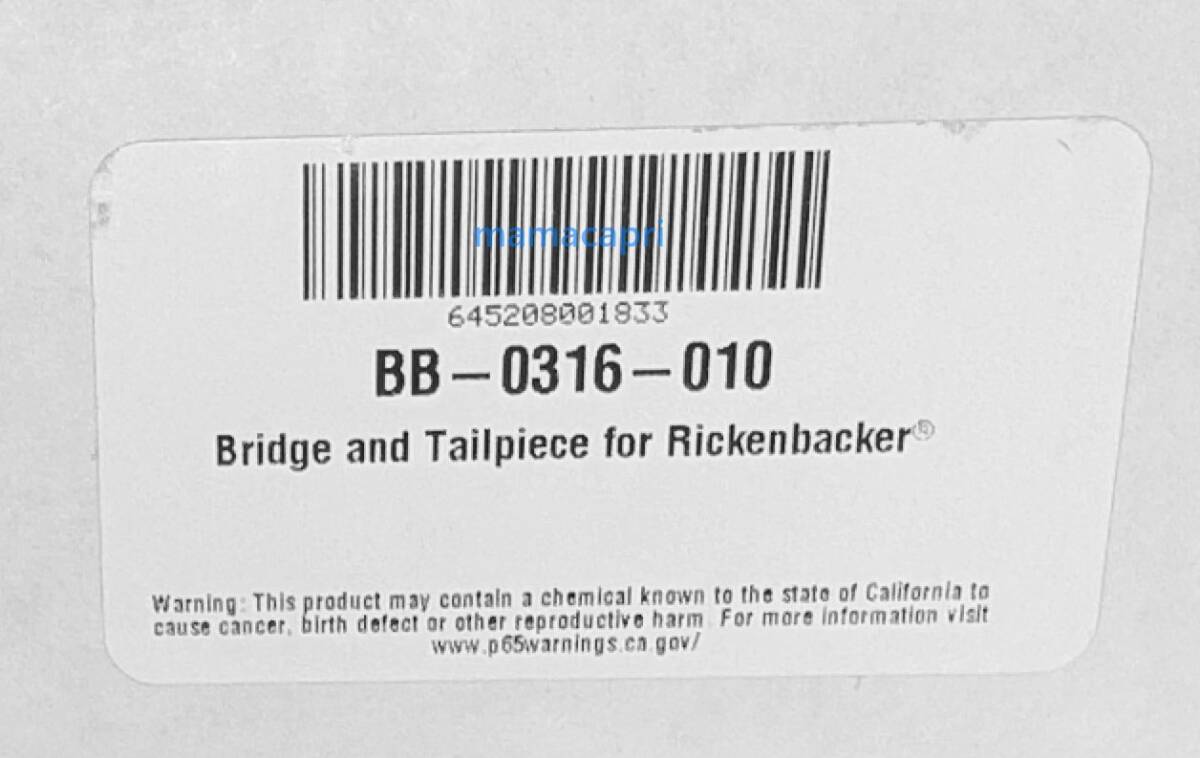 mamacapri
645208001833
BB-0316-010
Bridge and Tailpiece for Rickenbacker®
Warning: This product may contain a chemical known to the state of California to
cause cancer, birth defect or other reproductive harm. For more information visit
www.p65warnings.ca.gov/